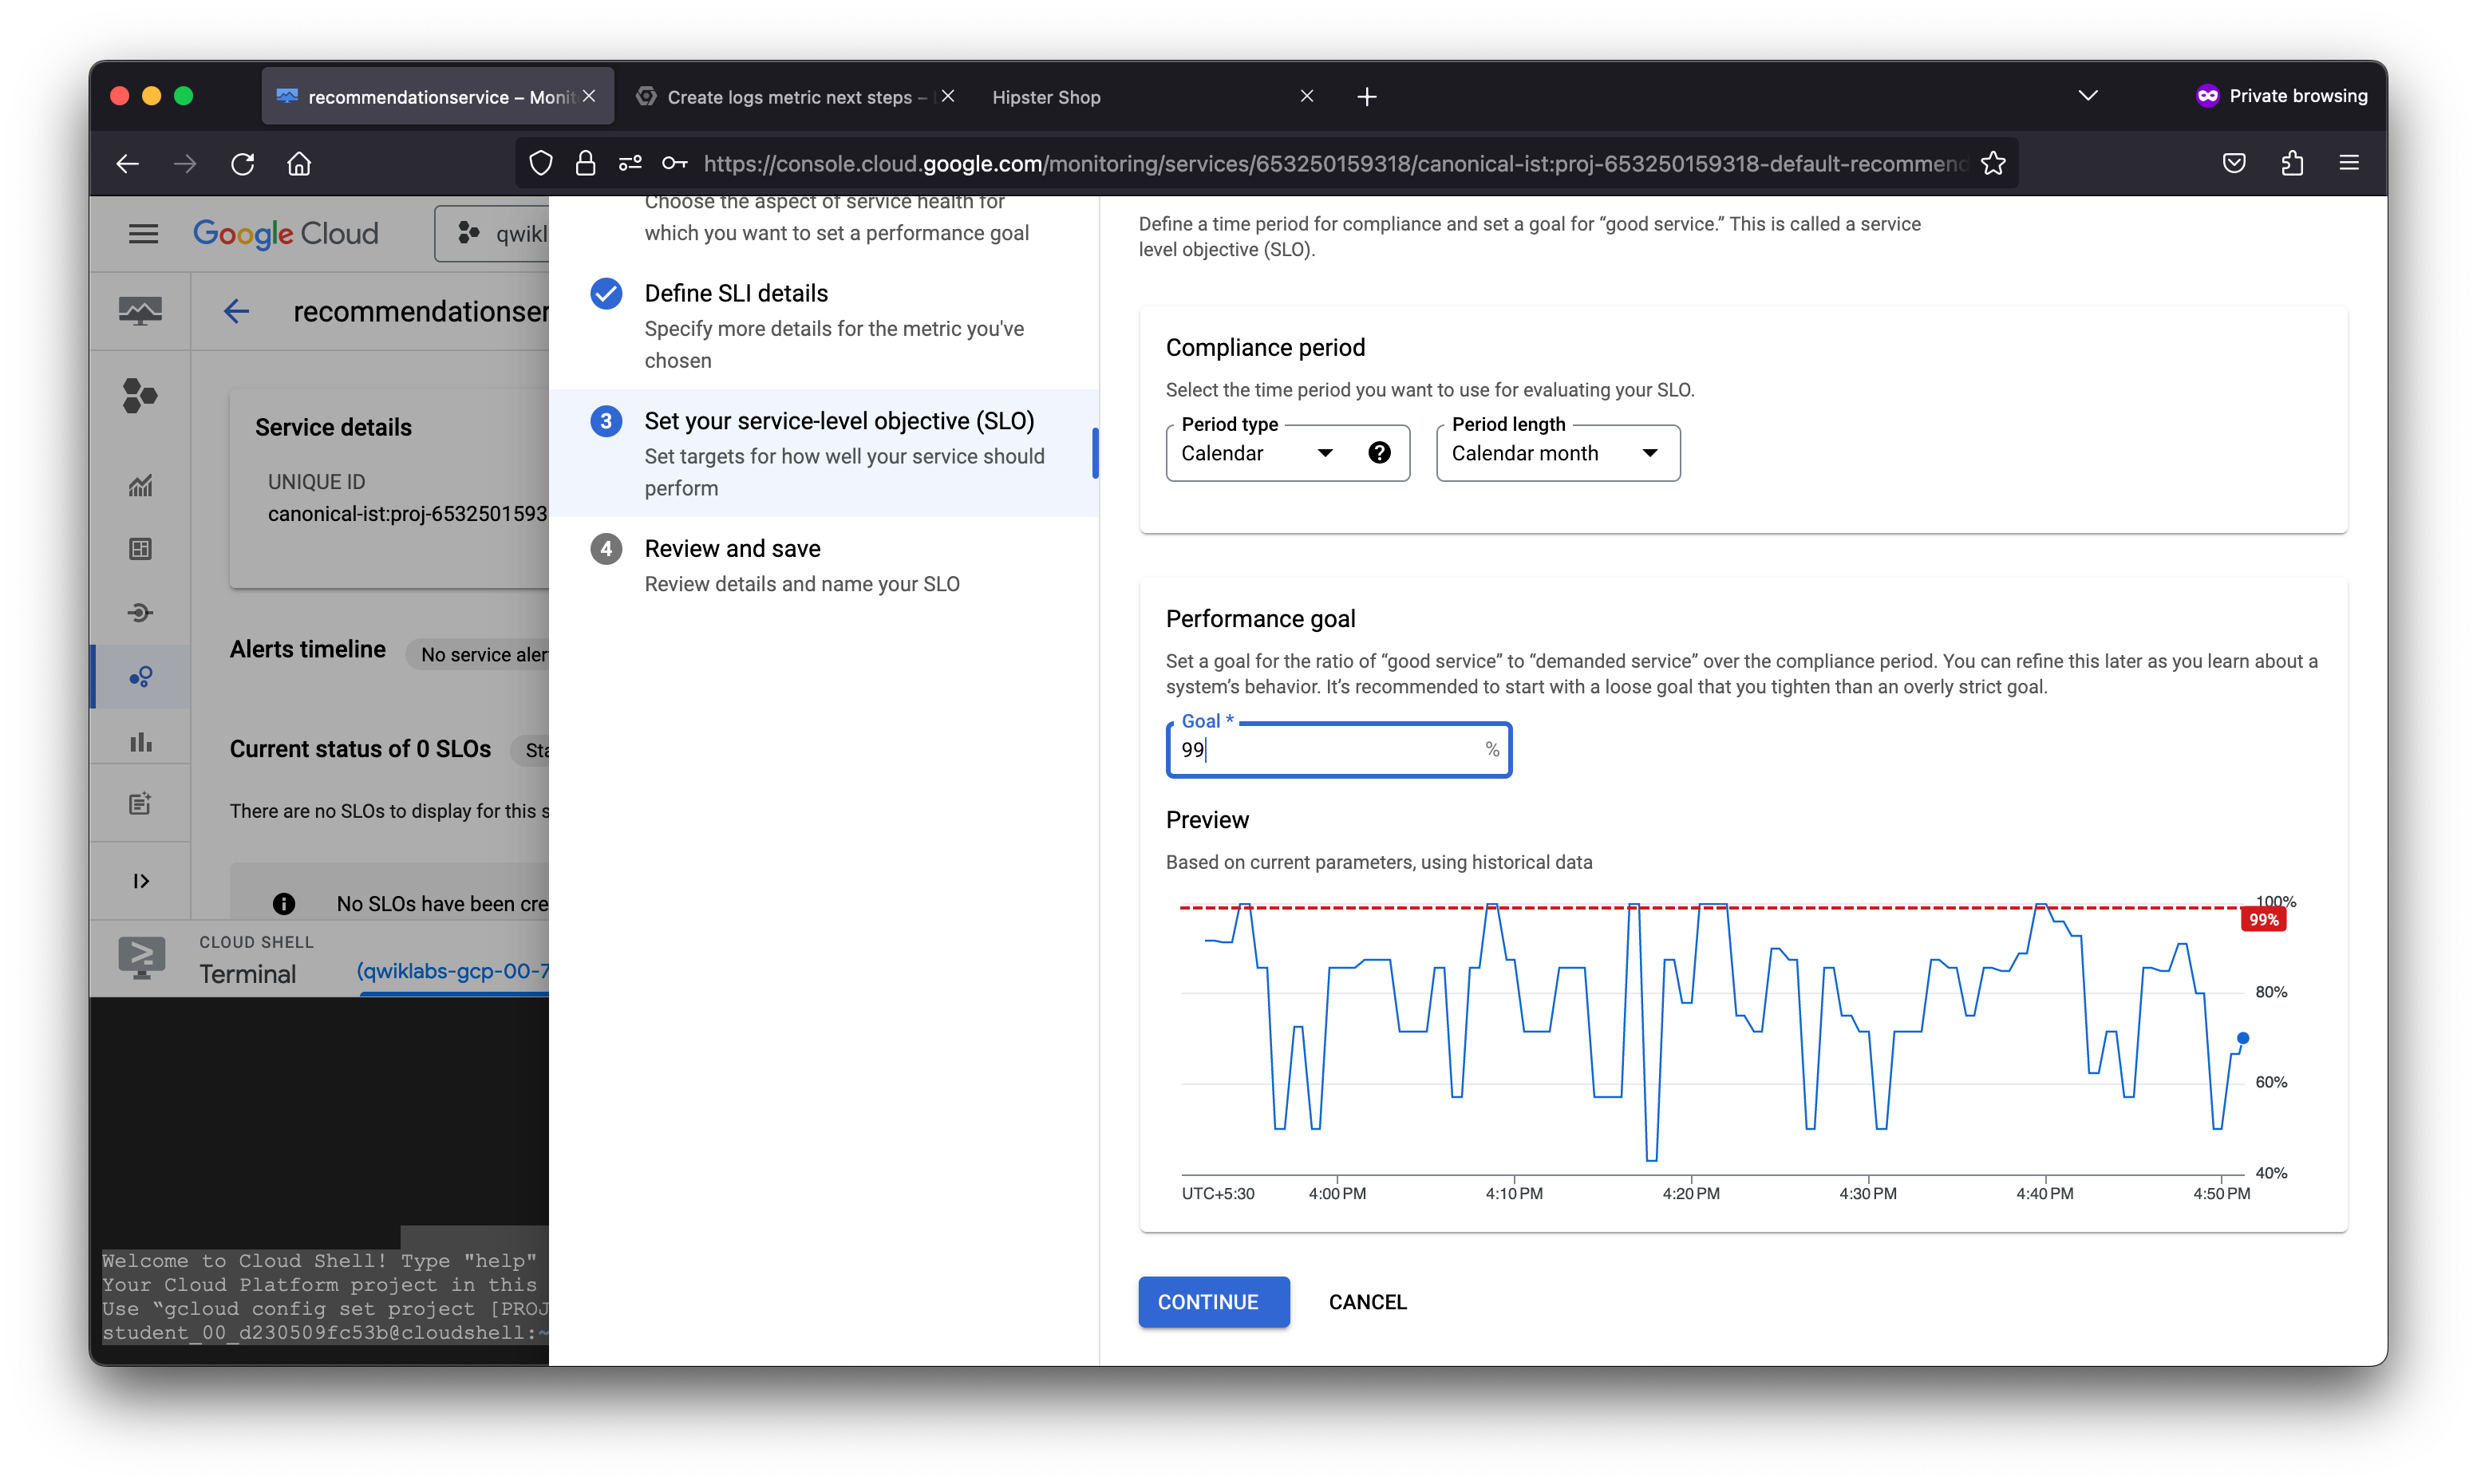 recommendationservice – Monit
Create logs metric next steps –
Hipster Shop
Private browsing
https://console.cloud.google.com/monitoring/services/653250159318/canonical-ist:proj-653250159318-default-recommend
Google Cloud
qwikl
recommendationser
Service details
UNIQUE ID
canonical-ist:proj-6532501593
Alerts timeline
No service aler
Current status of 0 SLOs
Sta
There are no SLOs to display for this s
No SLOs have been cre
CLOUD SHELL
Terminal
(qwiklabs-gcp-00-7
Welcome to Cloud Shell! Type "help"
Your Cloud Platform project in this
Use “gcloud config set project [PROJ
student_00_d230509fc53b@cloudshell:~
Choose the aspect of service health for
which you want to set a performance goal
Define SLI details
Specify more details for the metric you've
chosen
3
Set your service-level objective (SLO)
Set targets for how well your service should
perform
4
Review and save
Review details and name your SLO
Define a time period for compliance and set a goal for “good service.” This is called a service
level objective (SLO).
Compliance period
Select the time period you want to use for evaluating your SLO.
Period type
Calendar
Period length
Calendar month
Performance goal
Set a goal for the ratio of “good service” to “demanded service” over the compliance period. You can refine this later as you learn about a
system’s behavior. It’s recommended to start with a loose goal that you tighten than an overly strict goal.
Goal *
99
%
Preview
Based on current parameters, using historical data
100%
99%
80%
60%
40%
UTC+5:30
4:00 PM
4:10 PM
4:20 PM
4:30 PM
4:40 PM
4:50 PM
CONTINUE
CANCEL